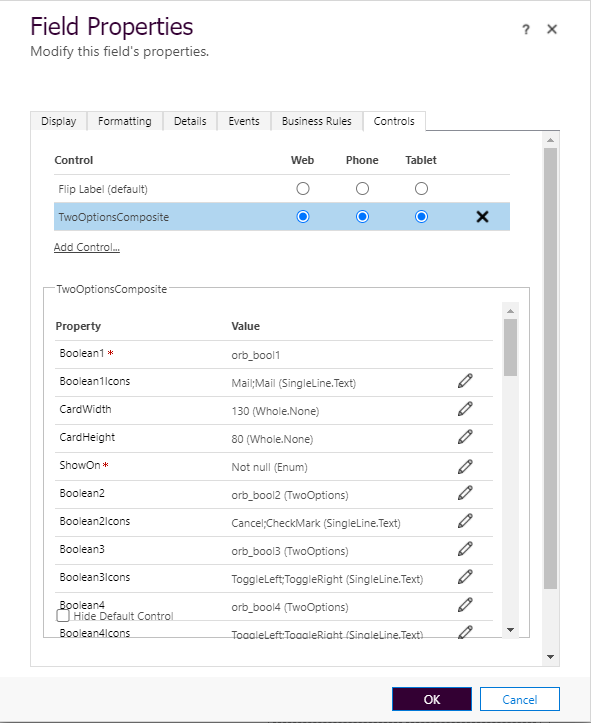 Field Properties
? ✕
Modify this field's properties.
Display Formatting Details Events Business Rules Controls
Control Web Phone Tablet
Flip Label (default)
TwoOptionsComposite
Add Control...
TwoOptionsComposite
Property Value
Boolean1 * orb_bool1
Boolean1Icons Mail;Mail (SingleLine.Text)
CardWidth 130 (Whole.None)
CardHeight 80 (Whole.None)
ShowOn * Not null (Enum)
Boolean2 orb_bool2 (TwoOptions)
Boolean2Icons Cancel;CheckMark (SingleLine.Text)
Boolean3 orb_bool3 (TwoOptions)
Boolean3Icons ToggleLeft;ToggleRight (SingleLine.Text)
Boolean4 orb_bool4 (TwoOptions)
Hide Default Control
Boolean4Icons ToggleLeft;ToggleRight (SingleLine.Text)
OK Cancel